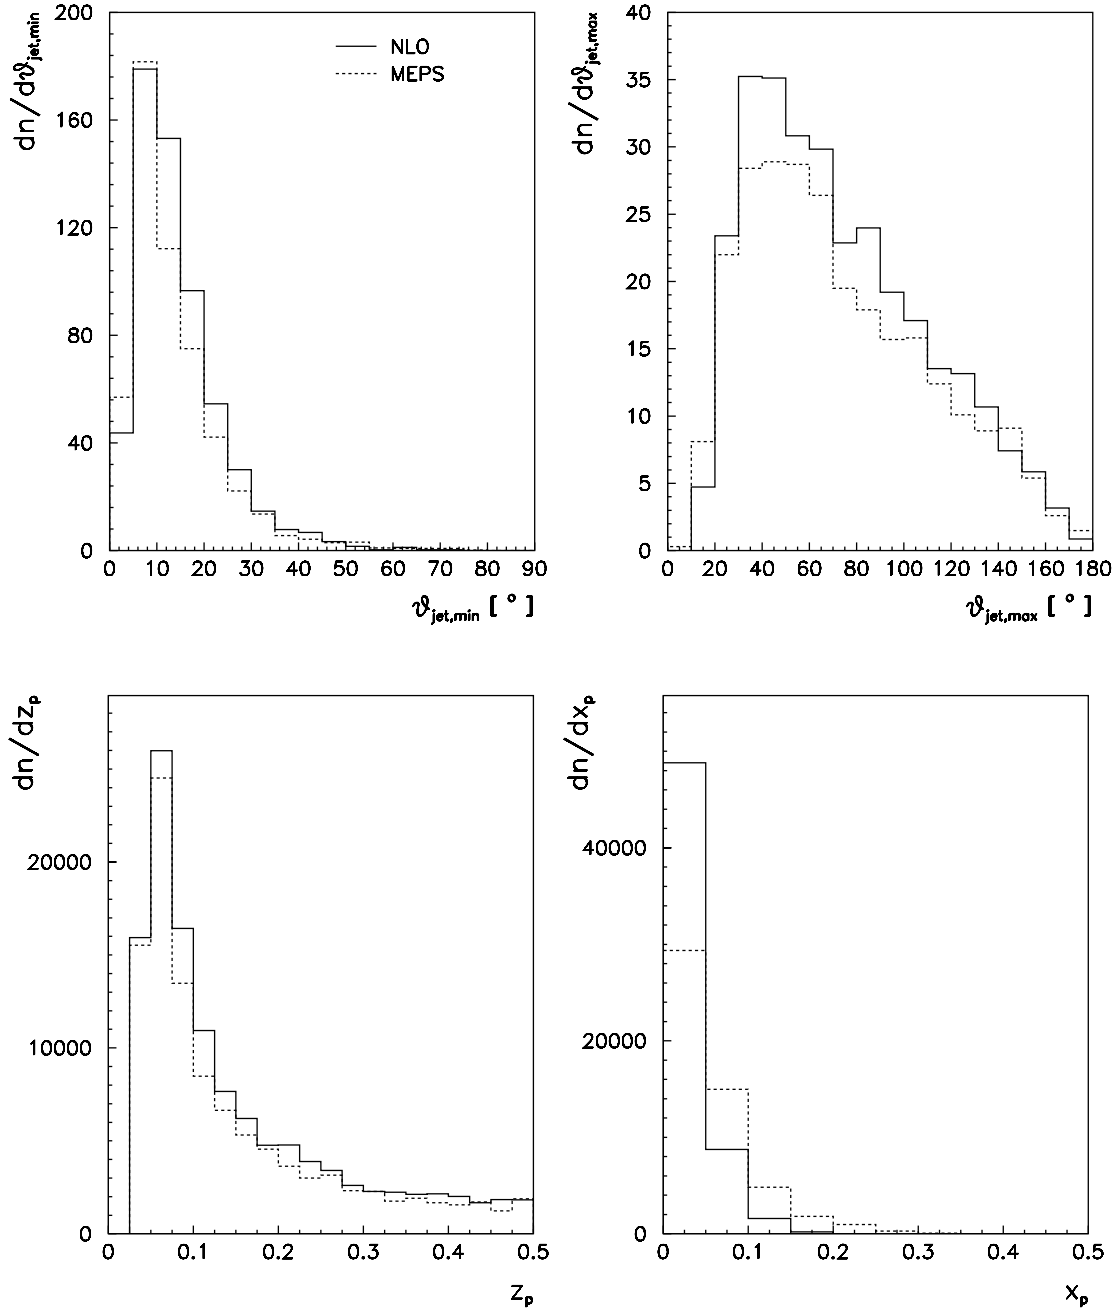 dn/dϑjet,min
200
160
120
80
40
0
NLO
MEPS
0 10 20 30 40 50 60 70 80 90
ϑjet,min [ ° ]
dn/dϑjet,max
40
35
30
25
20
15
10
5
0
0 20 40 60 80 100 120 140 160 180
ϑjet,max [ ° ]
dn/dzp
20000
10000
0
0 0.1 0.2 0.3 0.4 0.5
zp
dn/dxp
40000
20000
0
0 0.1 0.2 0.3 0.4 0.5
xp